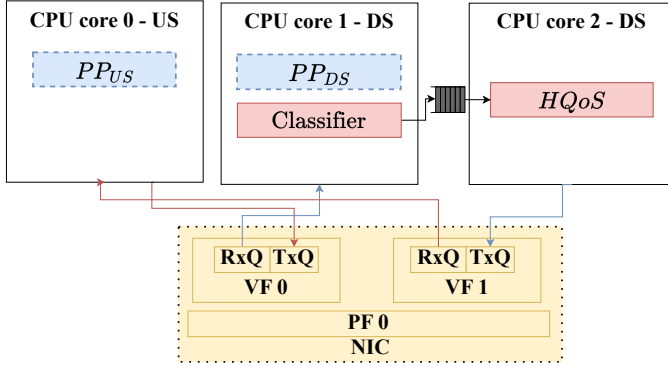 CPU core 0 - US
CPU core 1 - DS
CPU core 2 - DS
PP_US
PP_DS
Classifier
HQoS
RxQ TxQ
VF 0
RxQ TxQ
VF 1
PF 0
NIC